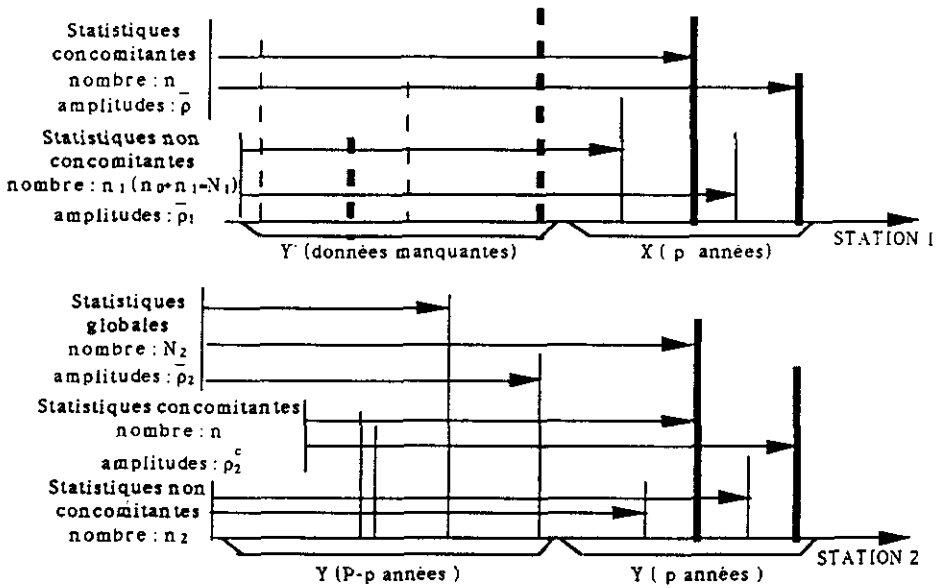 Statistiques
concomitantes
nombre : n
amplitudes : ρ̄
Statistiques non
concomitantes
nombre : n₁ (n₀+n₁=N₁)
amplitudes : ρ̄₁
STATION 1
Y⁻ (données manquantes)
X ( p années)
Statistiques
globales
nombre : N₂
amplitudes : ρ̄₂
Statistiques concomitantes
nombre : n
amplitudes : ρ₂ᶜ
Statistiques non
concomitantes
nombre : n₂
STATION 2
Y (P-p années )
Y ( p années)